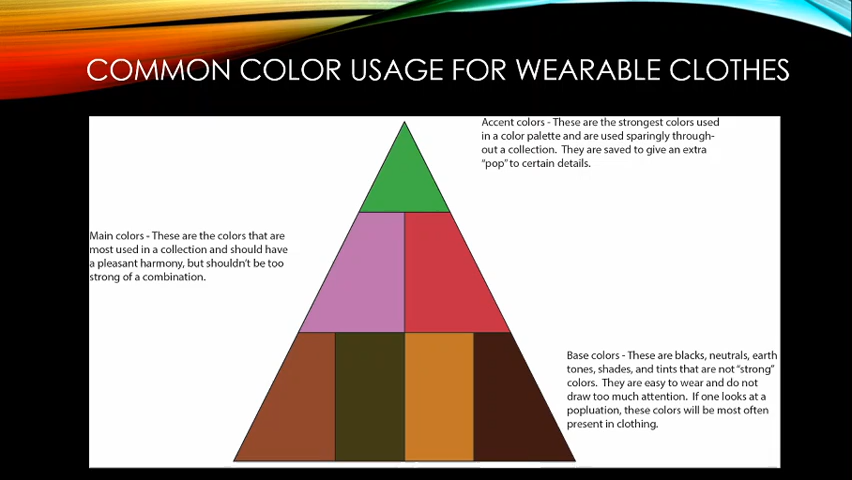 COMMON COLOR USAGE FOR WEARABLE CLOTHES
Accent colors - These are the strongest colors used
in a color palette and are used sparingly through-
out a collection. They are saved to give an extra
"pop" to certain details.
Main colors - These are the colors that are
most used in a collection and should have
a pleasant harmony, but shouldn't be too
strong of a combination.
Base colors - These are blacks, neutrals, earth
tones, shades, and tints that are not "strong"
colors. They are easy to wear and do not
draw too much attention. If one looks at a
popluation, these colors will be most often
present in clothing.